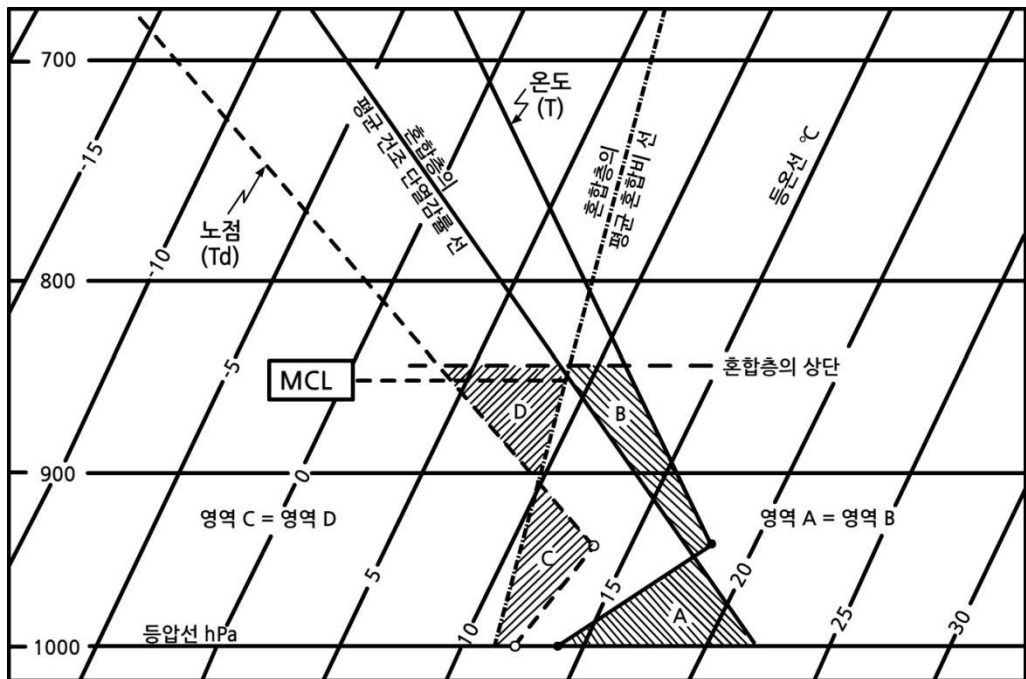 700
800
900
1000
-15
-10
-5
0
5
10
15
20
25
30
온도
(T)
노점
(Td)
혼합층의
평균 건조 단열감률 선
혼합층의
평균 혼합비 선
등온선 ℃
MCL
혼합층의 상단
D
B
C
A
영역 C = 영역 D
영역 A = 영역 B
등압선 hPa